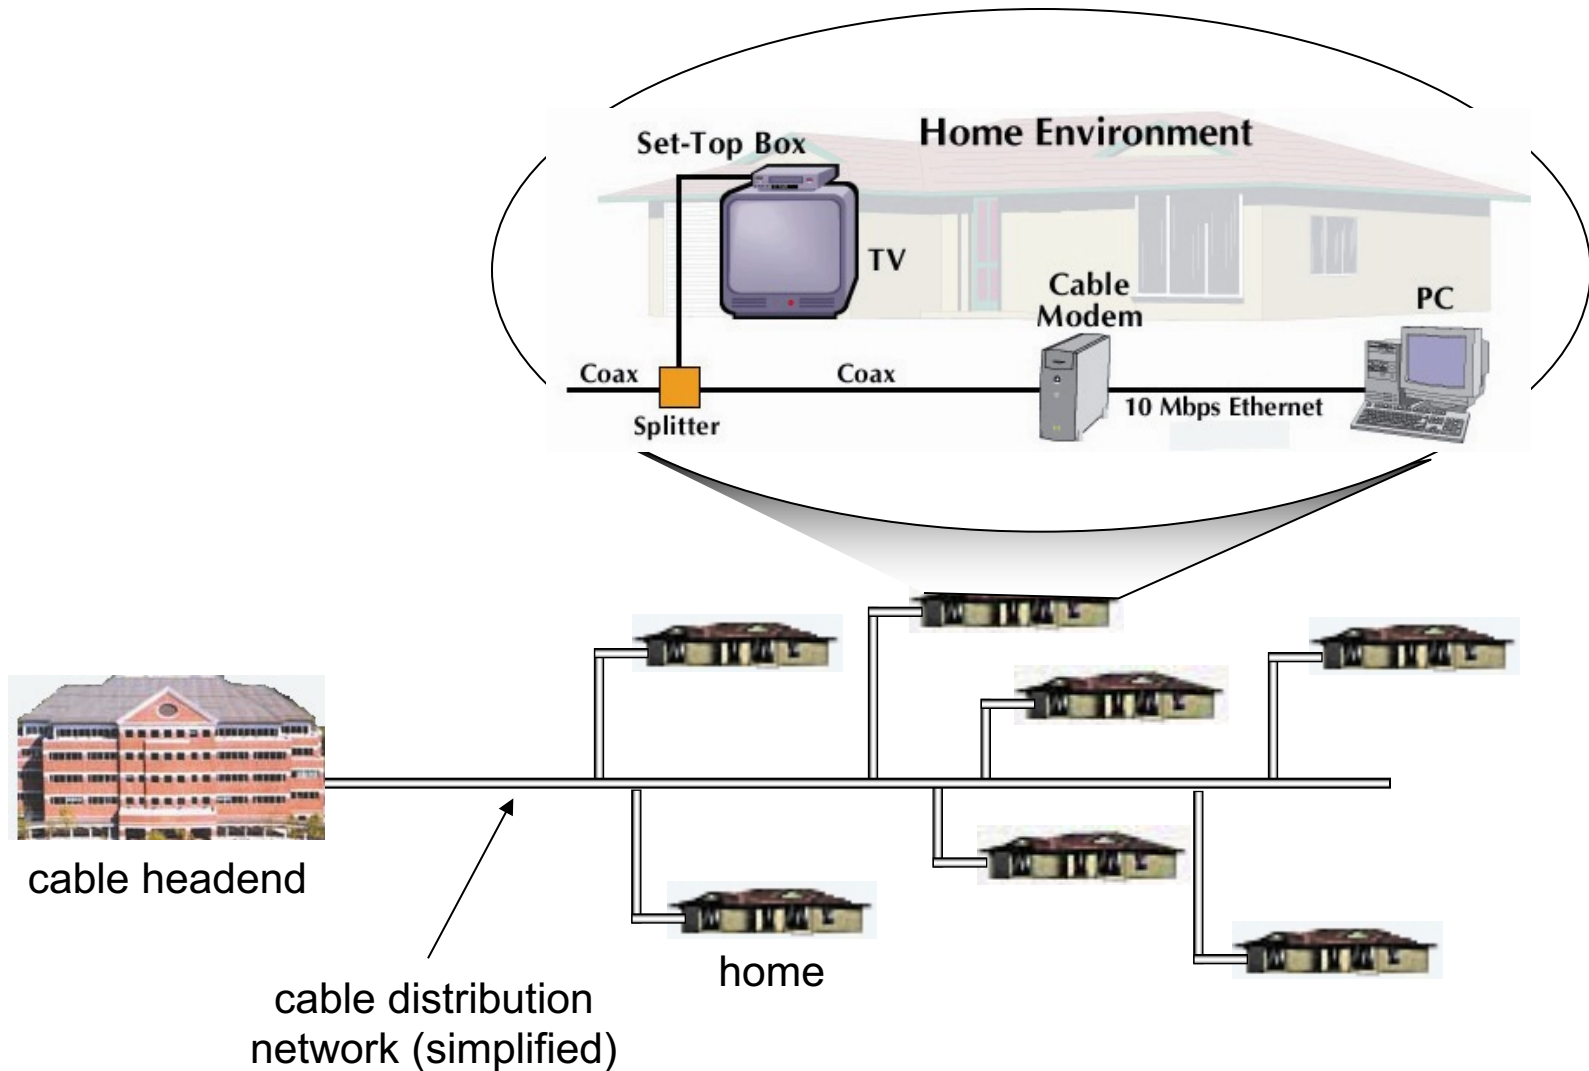 Home Environment
Set-Top Box
TV
Cable
Modem
PC
Coax
Coax
10 Mbps Ethernet
Splitter
cable headend
home
cable distribution
network (simplified)